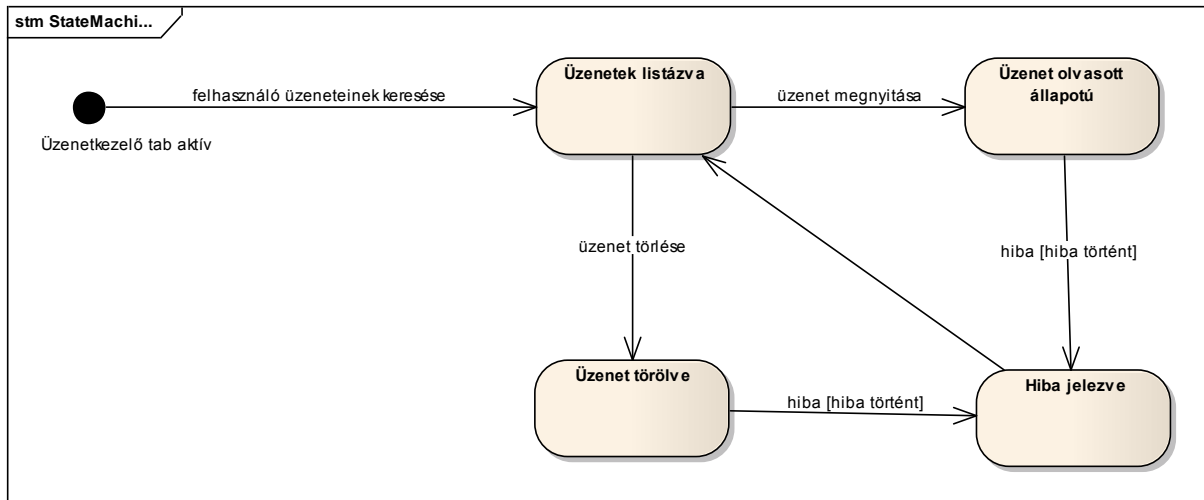 stm StateMachi...
Üzenetkezelő tab aktív
felhasználó üzeneteinek keresése
Üzenetek listázva
üzenet megnyitása
Üzenet olvasott
állapotú
üzenet törlése
hiba [hiba történt]
Üzenet törölve
hiba [hiba történt]
Hiba jelezve